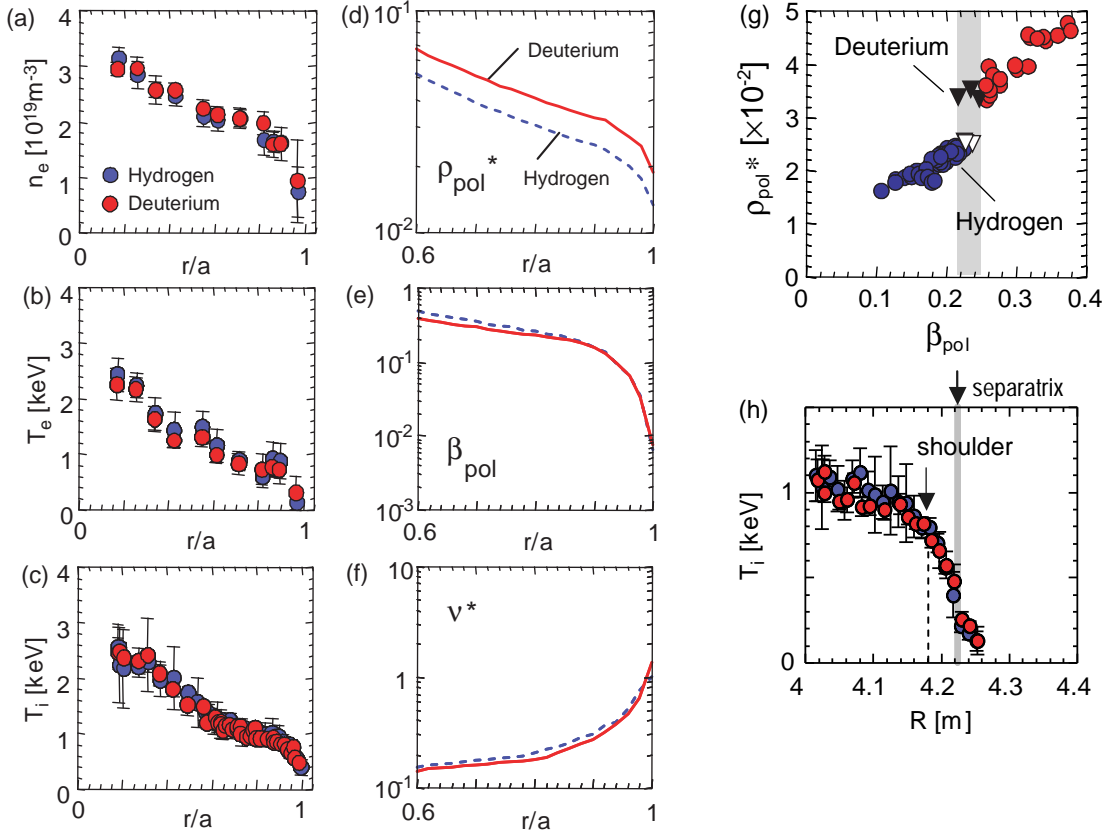 (a)
4
3
2
1
0
n_e [10^19 m^-3]
Hydrogen
Deuterium
0
1
r/a
(b)
4
3
2
1
0
T_e [keV]
0
1
r/a
(c)
4
3
2
1
0
T_i [keV]
0
1
r/a
(d)
10^-1
10^-2
Deuterium
Hydrogen
ρ_pol*
0.6
1
r/a
(e)
1
10^-1
10^-2
10^-3
β_pol
0.6
1
r/a
(f)
10
1
10^-1
ν*
0.6
1
r/a
(g)
5
4
3
2
1
0
ρ_pol* [×10^-2]
Deuterium
Hydrogen
0
0.1
0.2
0.3
0.4
β_pol
separatrix
(h)
shoulder
1
0
T_i [keV]
4
4.1
4.2
4.3
4.4
R [m]